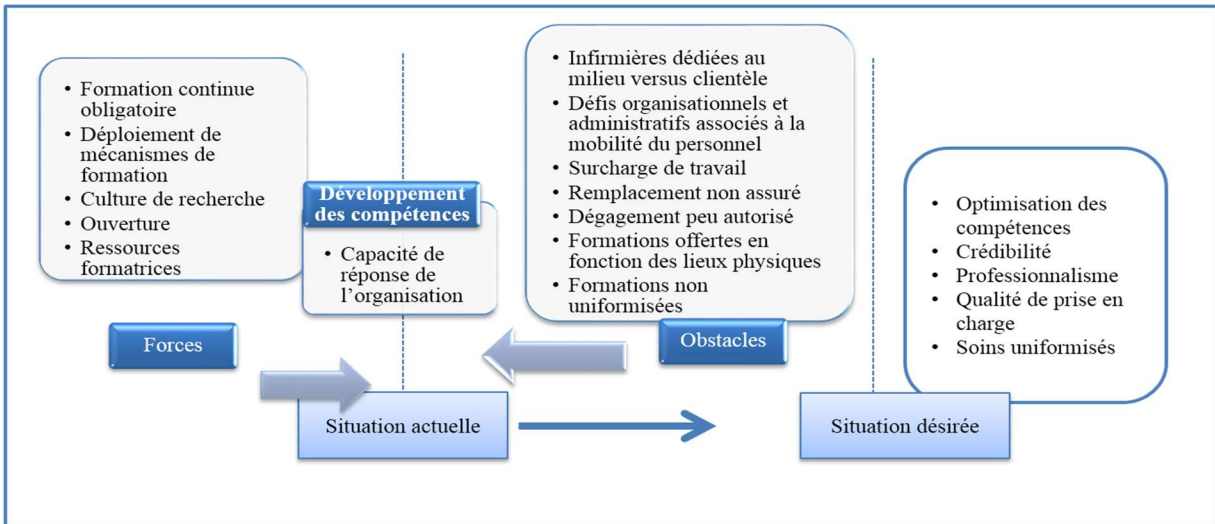 • Formation continue
obligatoire
• Déploiement de
mécanismes de
formation
• Culture de recherche
• Ouverture
• Ressources
formatrices
Forces
Développement
des compétences
• Capacité de
réponse de
l’organisation
• Infirmières dédiées au
milieu versus clientèle
• Défis organisationnels et
administratifs associés à la
mobilité du personnel
• Surcharge de travail
• Remplacement non assuré
• Dégagement peu autorisé
• Formations offertes en
fonction des lieux physiques
• Formations non
uniformisées
Obstacles
• Optimisation des
compétences
• Crédibilité
• Professionnalisme
• Qualité de prise en
charge
• Soins uniformisés
Situation actuelle
Situation désirée